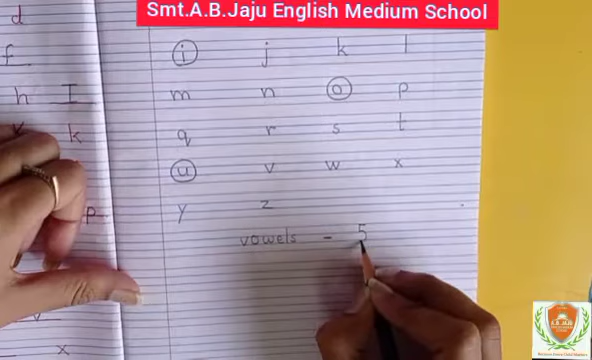 Smt.A.B.Jaju English Medium School
d
f
h I
k
p
x
i j k l
m n o p
q r s t
u v w x
y z
vowels - 5